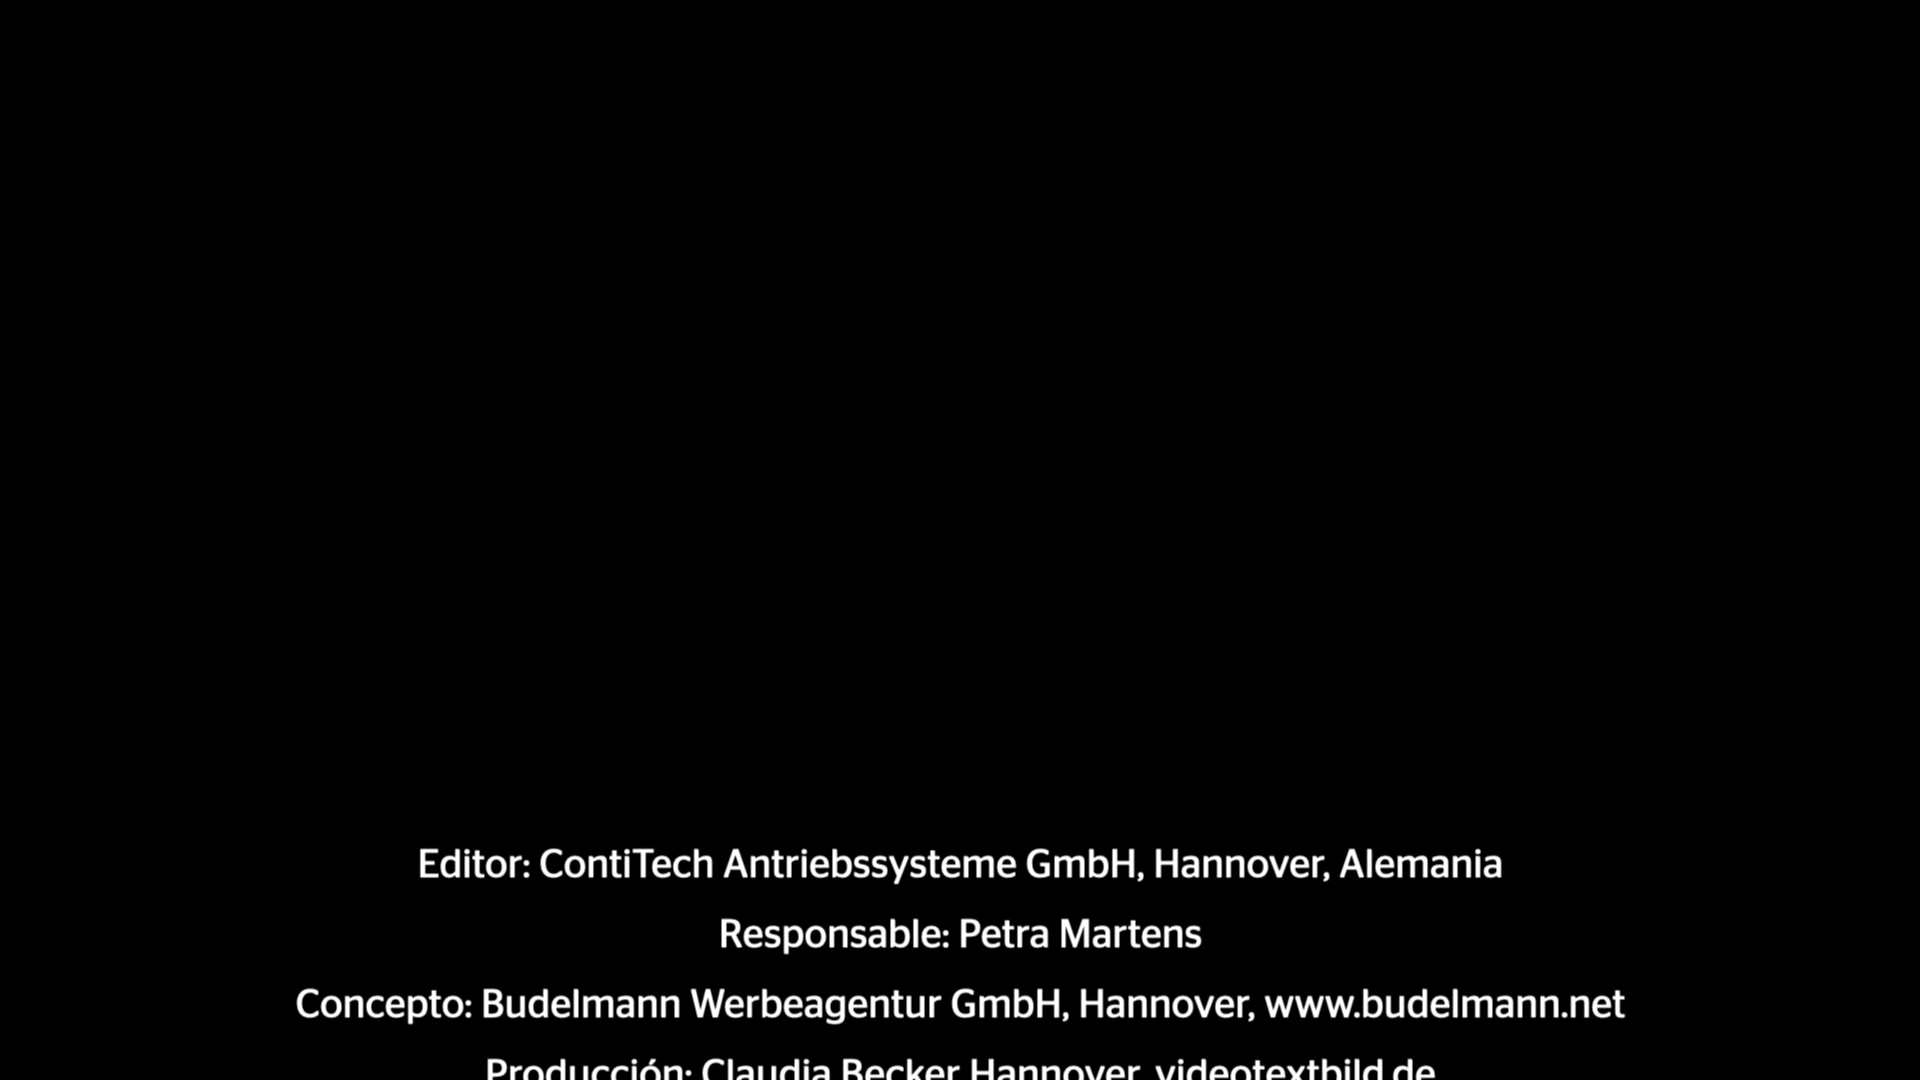 Editor: ContiTech Antriebssysteme GmbH, Hannover, Alemania
Responsable: Petra Martens
Concepto: Budelmann Werbeagentur GmbH, Hannover, www.budelmann.net
Producción: Claudia Becker Hannover, videotextbild.de